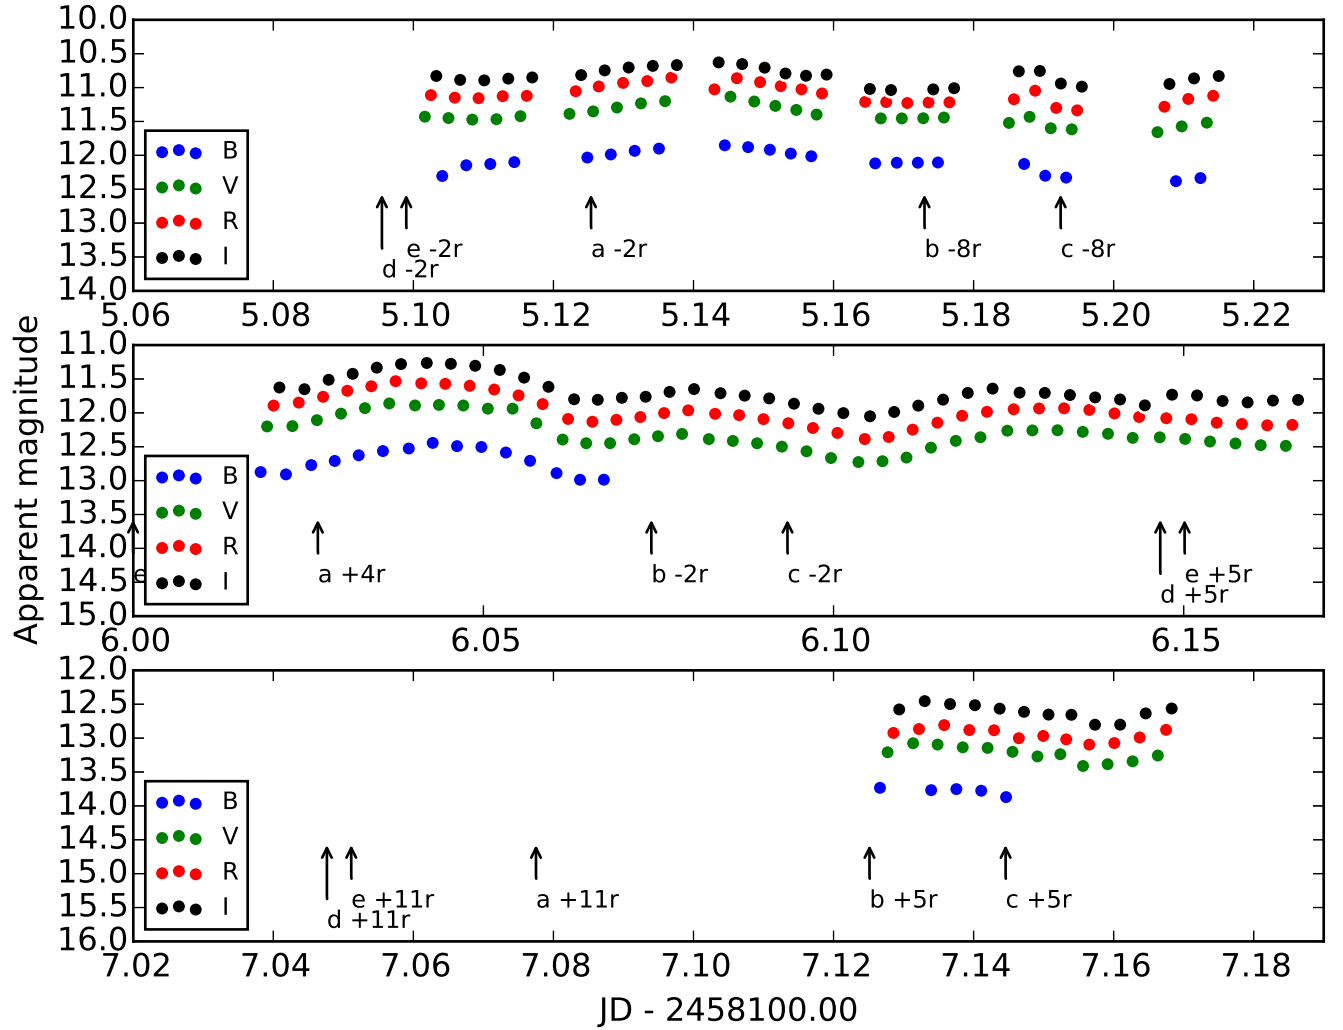 10.0
10.5
11.0
11.5
12.0
12.5
13.0
13.5
14.0
B
V
R
I
d -2r
e -2r
a -2r
b -8r
c -8r
5.06 5.08 5.10 5.12 5.14 5.16 5.18 5.20 5.22
Apparent magnitude
11.0
11.5
12.0
12.5
13.0
13.5
14.0
14.5
15.0
B
V
R
I
e
a +4r
b -2r
c -2r
d +5r
e +5r
6.00 6.05 6.10 6.15
12.0
12.5
13.0
13.5
14.0
14.5
15.0
15.5
16.0
B
V
R
I
d +11r
e +11r
a +11r
b +5r
c +5r
7.02 7.04 7.06 7.08 7.10 7.12 7.14 7.16 7.18
JD - 2458100.00